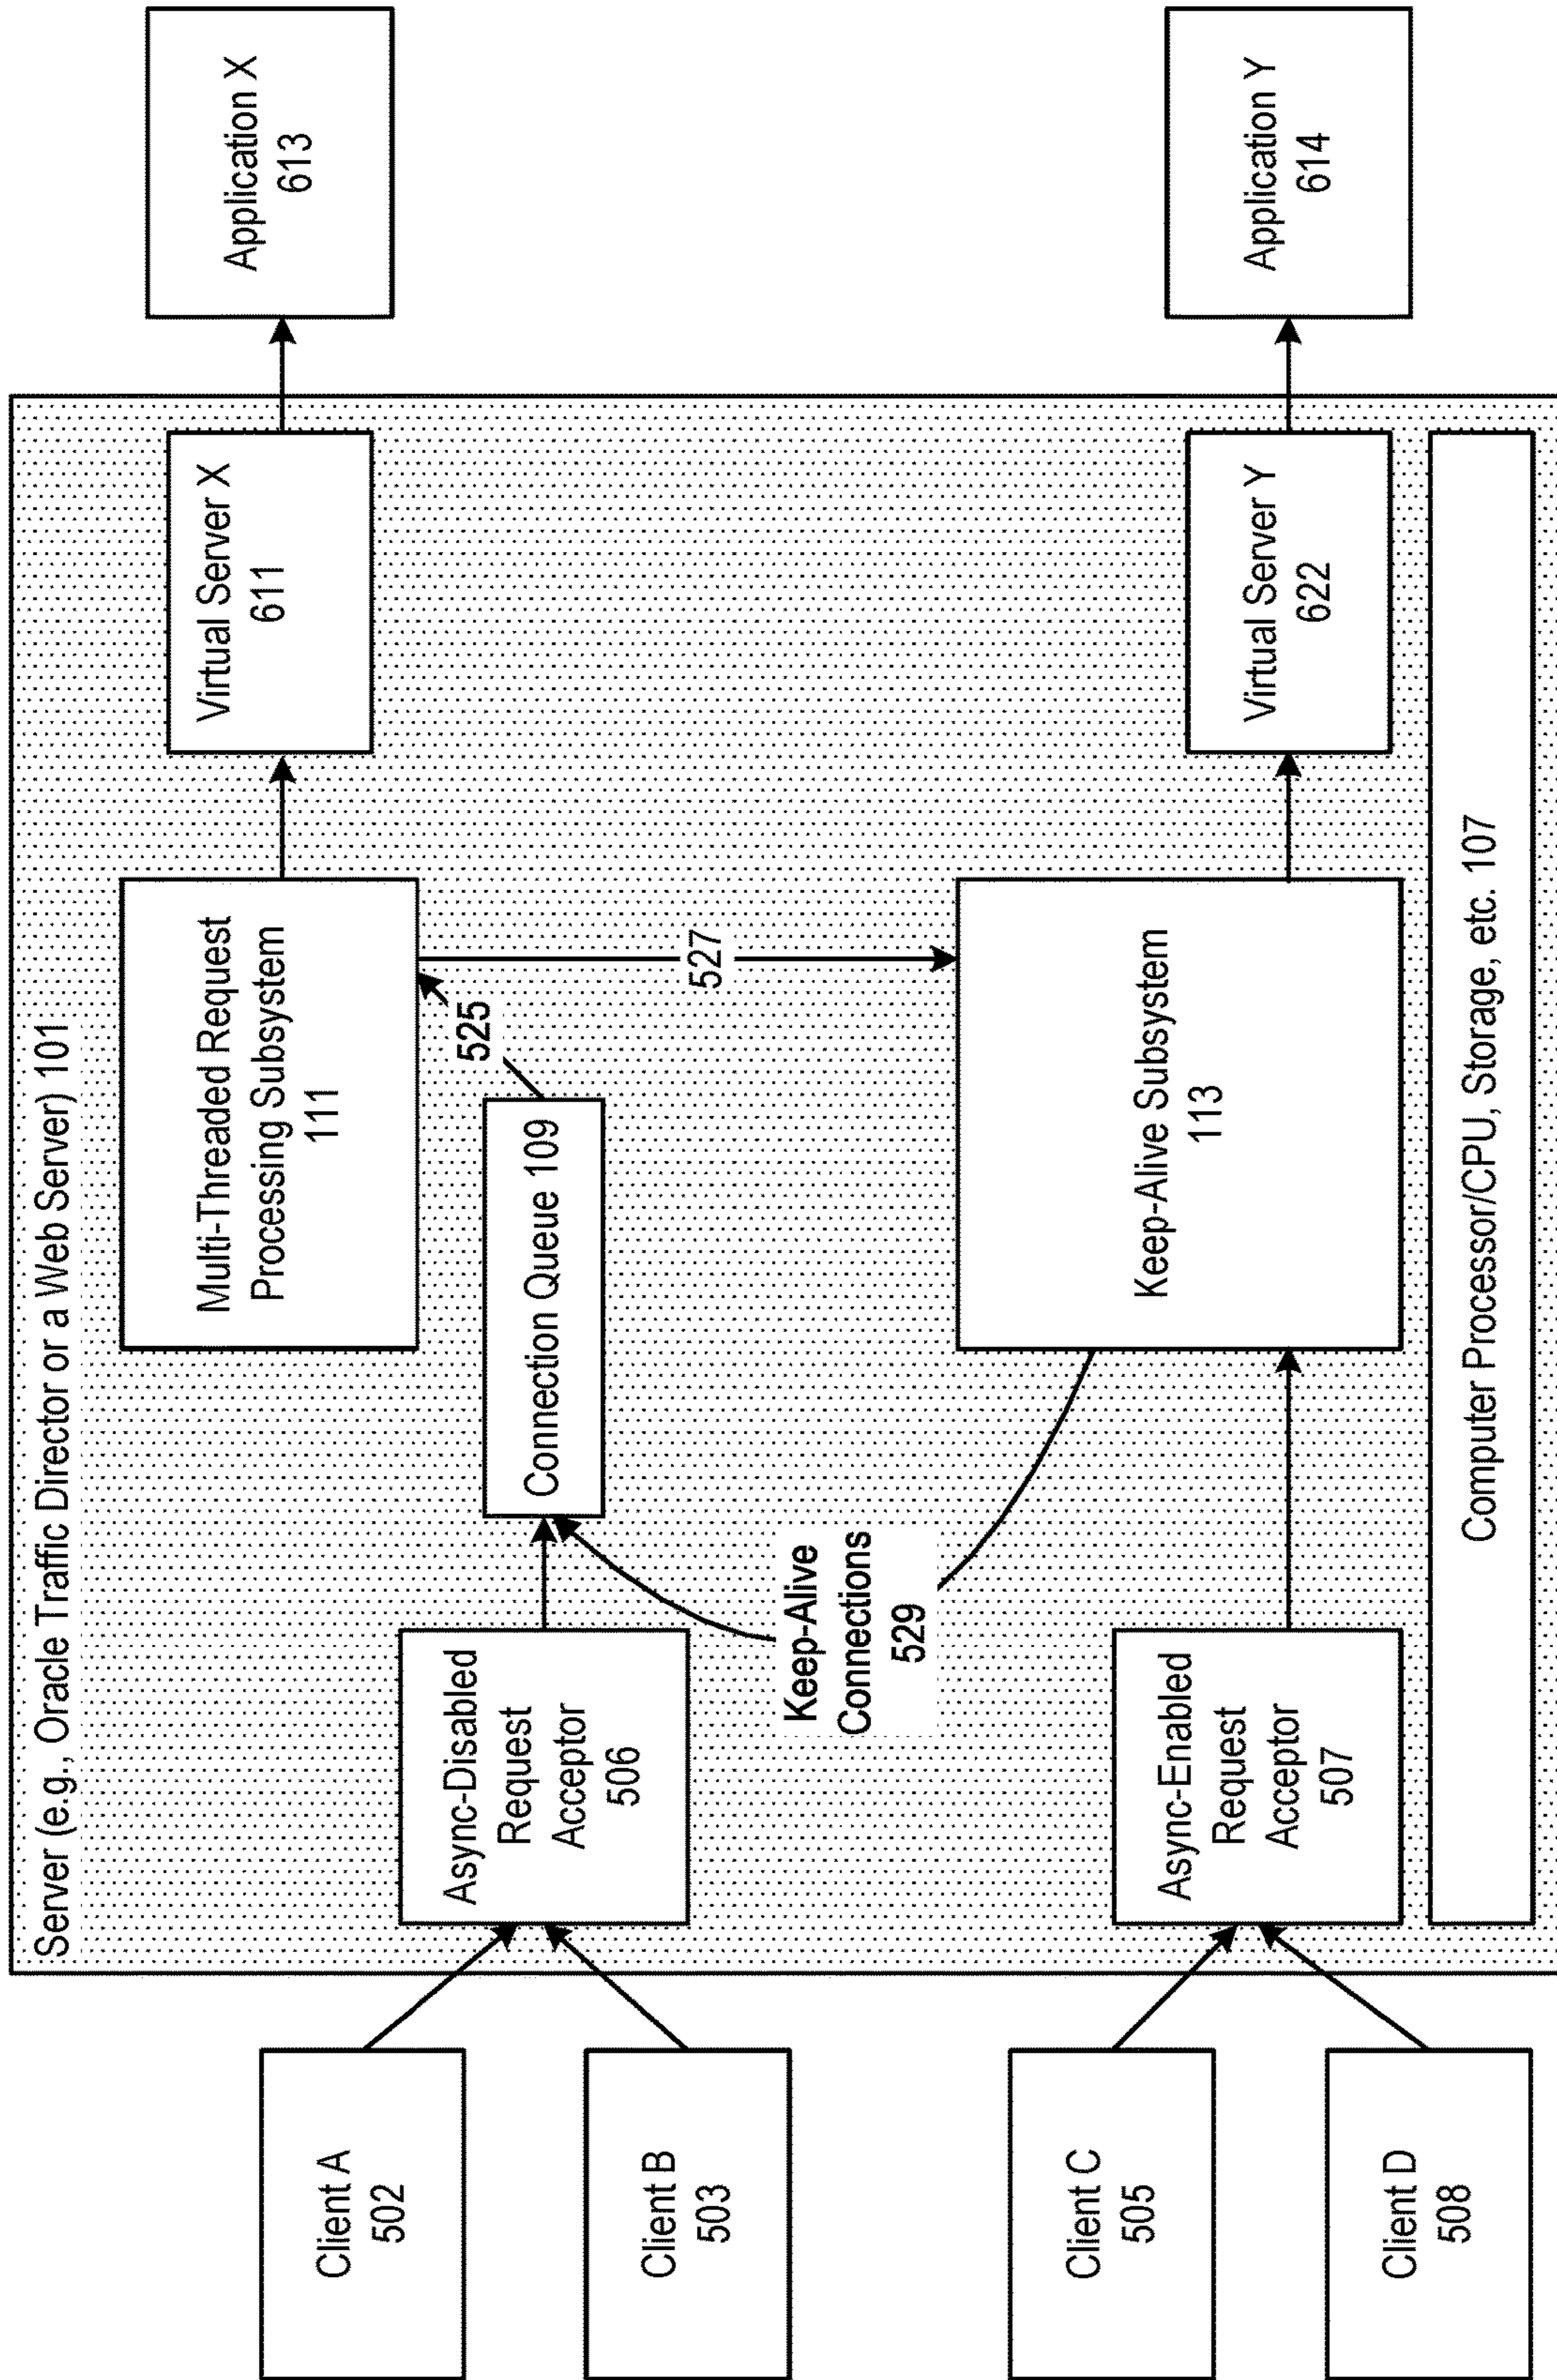 Server (e.g., Oracle Traffic Director or a Web Server) 101
Client A
502
Client B
503
Client C
505
Client D
508
Async-Disabled
Request
Acceptor
506
Async-Enabled
Request
Acceptor
507
Keep-Alive
Connections
529
Connection Queue 109
525
Multi-Threaded Request
Processing Subsystem
111
527
Keep-Alive Subsystem
113
Virtual Server X
611
Virtual Server Y
622
Computer Processor/CPU, Storage, etc. 107
Application X
613
Application Y
614